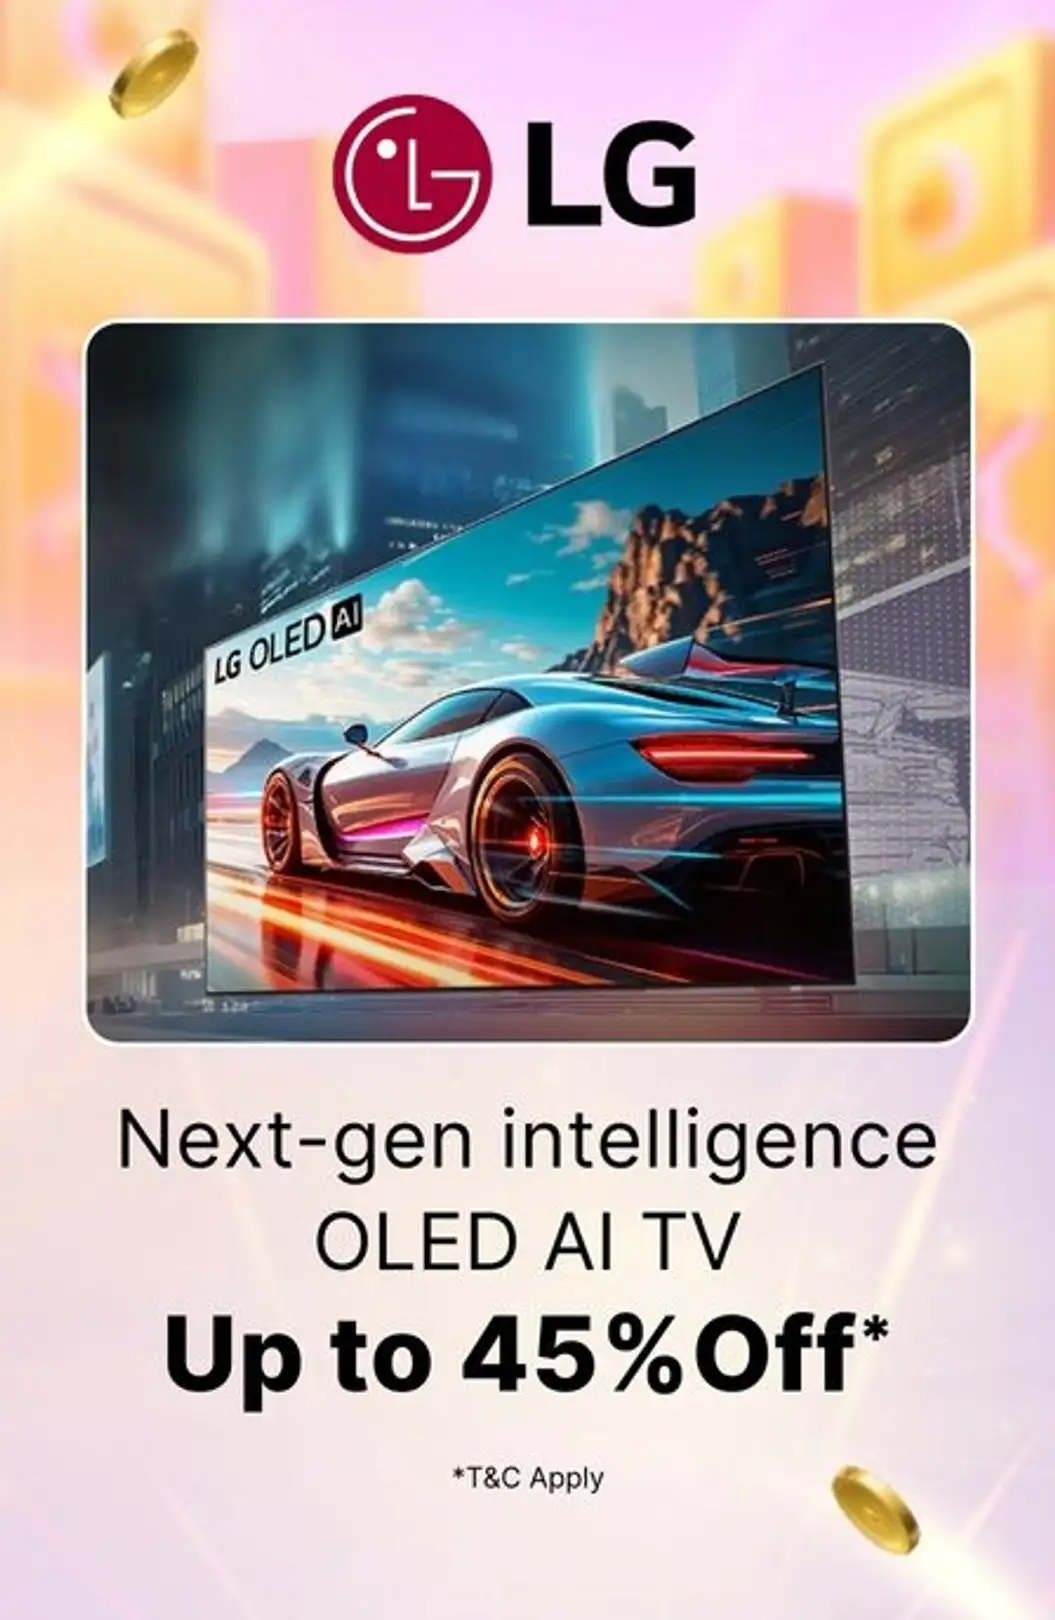 LG
LG OLED AI
Next-gen intelligence
OLED AI TV
Up to 45%Off*
*T&C Apply